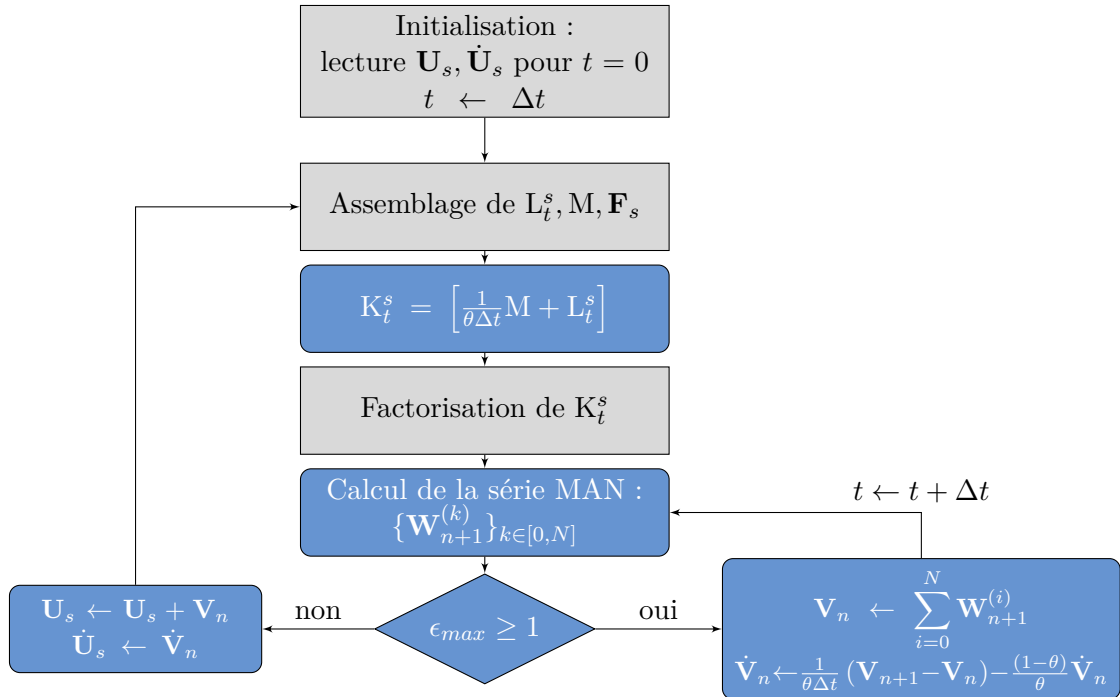 Initialisation :
lecture U_s, U̇_s pour t = 0
t ← Δt
Assemblage de L_t^s, M, F_s
K_t^s = [1/(θΔt) M + L_t^s]
Factorisation de K_t^s
Calcul de la série MAN :
{W_{n+1}^{(k)}}_{k∈[0,N]}
t ← t + Δt
ϵ_{max} ≥ 1
non
oui
U_s ← U_s + V_n
U̇_s ← V̇_n
V_n ← ∑_{i=0}^{N} W_{n+1}^{(i)}.
V̇_n ← 1/(θΔt) (V_{n+1} − V_n) − (1−θ)/θ V̇_n